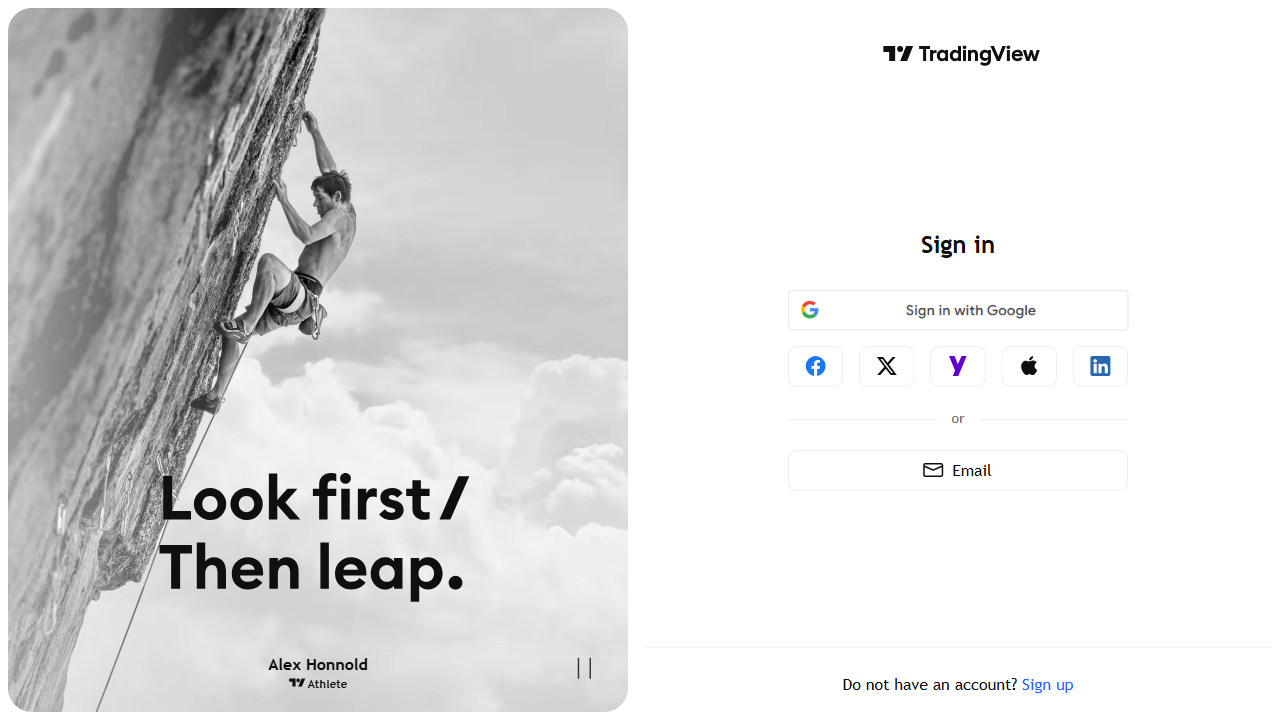 Look first/
Then leap.
Alex Honnold
Athlete
TradingView
Sign in
Sign in with Google
or
Email
Do not have an account? Sign up